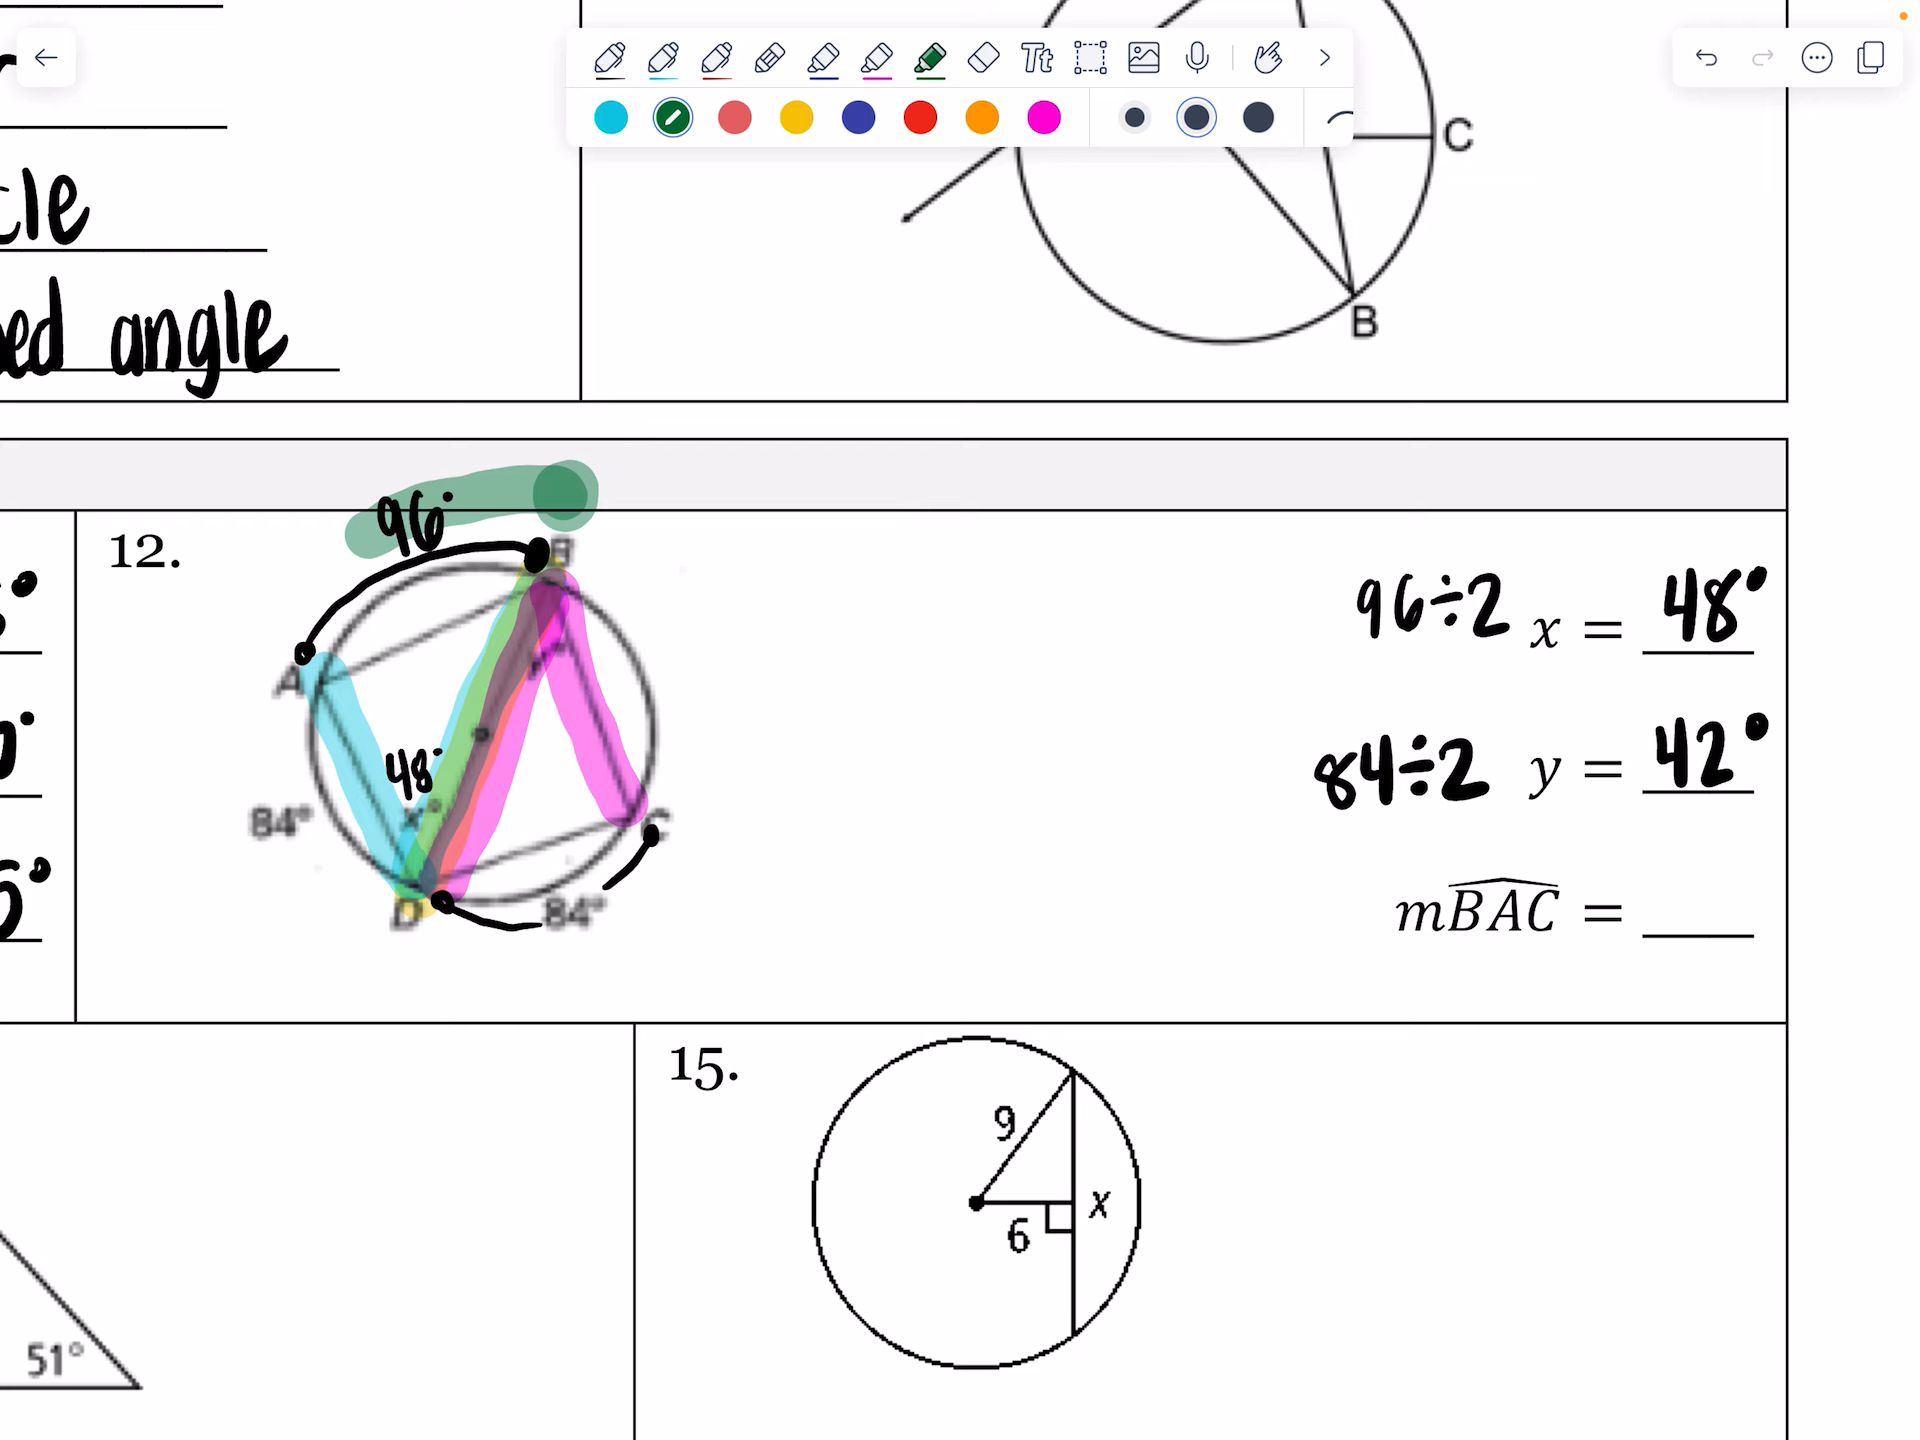 Tt
C
cle
angle
B
96°
12.
B
96÷2 x = 48°
A
y°
48°
84÷2 y = 42°
84°
x°
C
D
84°
mBAC = ____
15.
9
x
6
51°